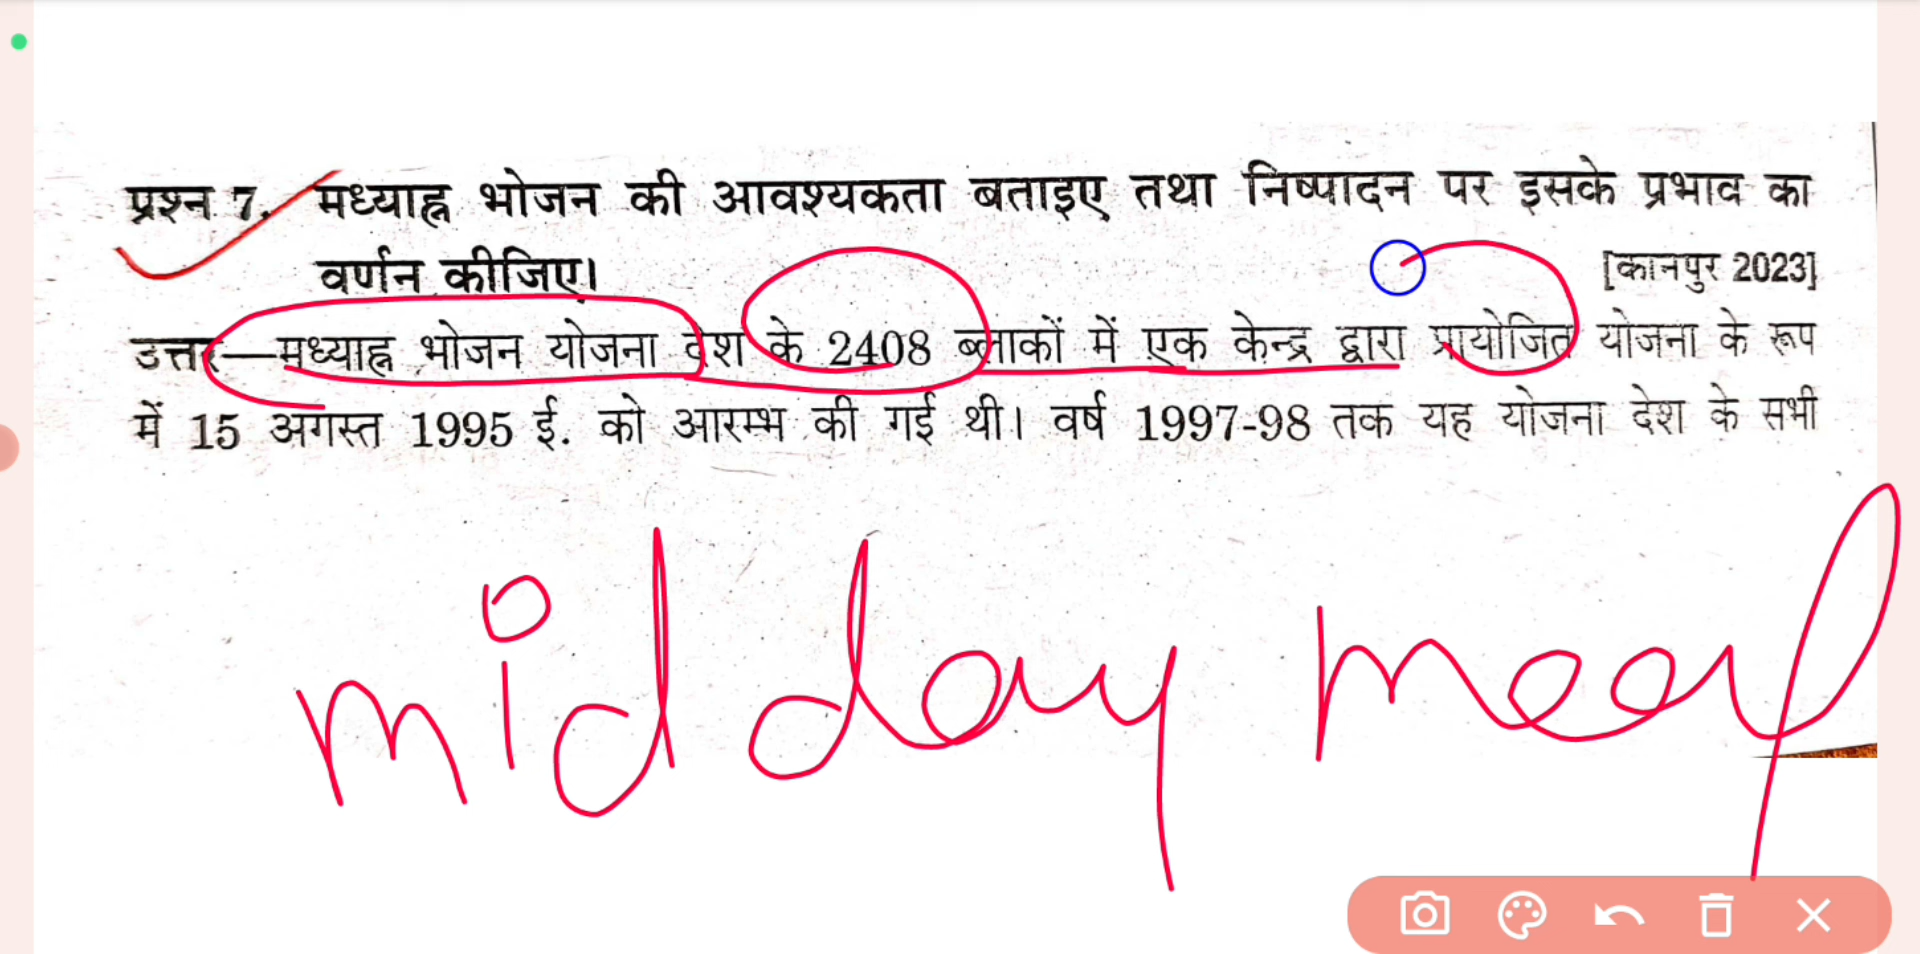 प्रश्न 7. मध्याह्न भोजन की आवश्यकता बताइए तथा निष्पादन पर इसके प्रभाव का
वर्णन कीजिए। [कानपुर 2023]
उत्तर—मध्याह्न भोजन योजना देश के 2408 ब्लाकों में एक केन्द्र द्वारा प्रायोजित योजना के रूप
में 15 अगस्त 1995 ई. को आरम्भ की गई थी। वर्ष 1997-98 तक यह योजना देश के सभी
mid day meal